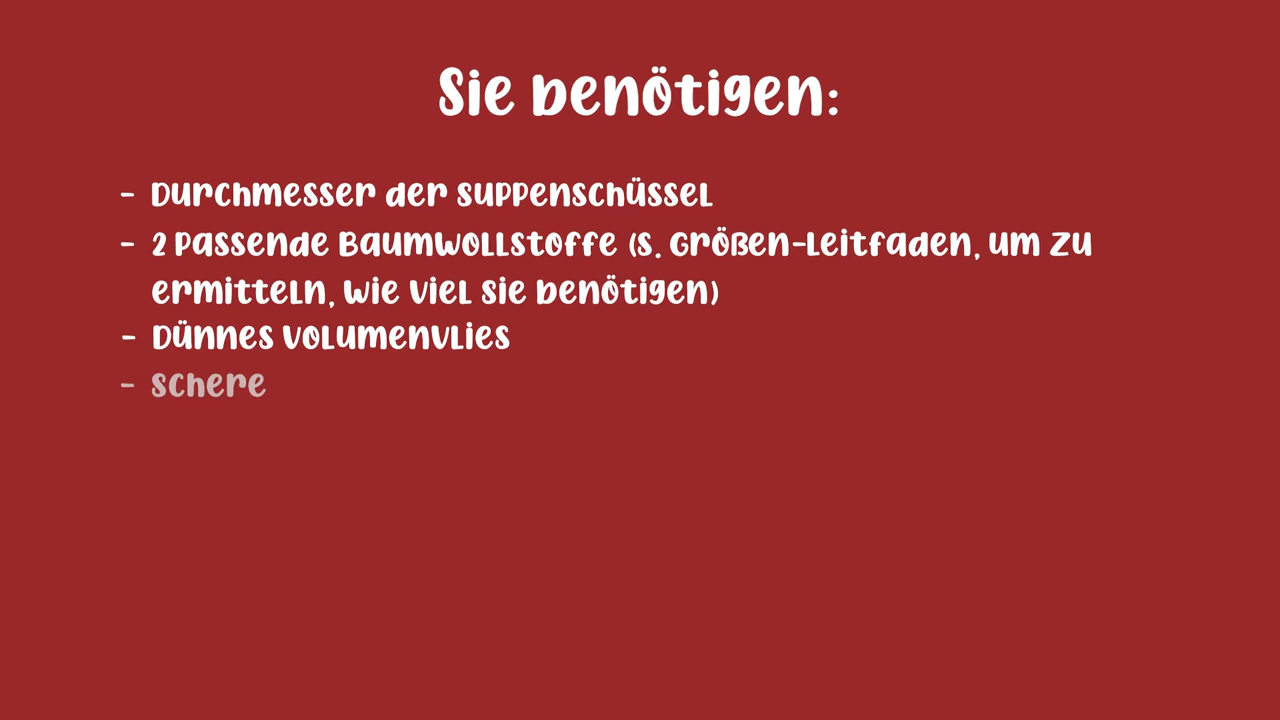 Sie benötigen:
- Durchmesser der Suppenschüssel
- 2 passende Baumwollstoffe (s. Größen-Leitfaden, um zu
ermitteln, wie viel sie benötigen)
- Dünnes Volumenvlies
- Schere